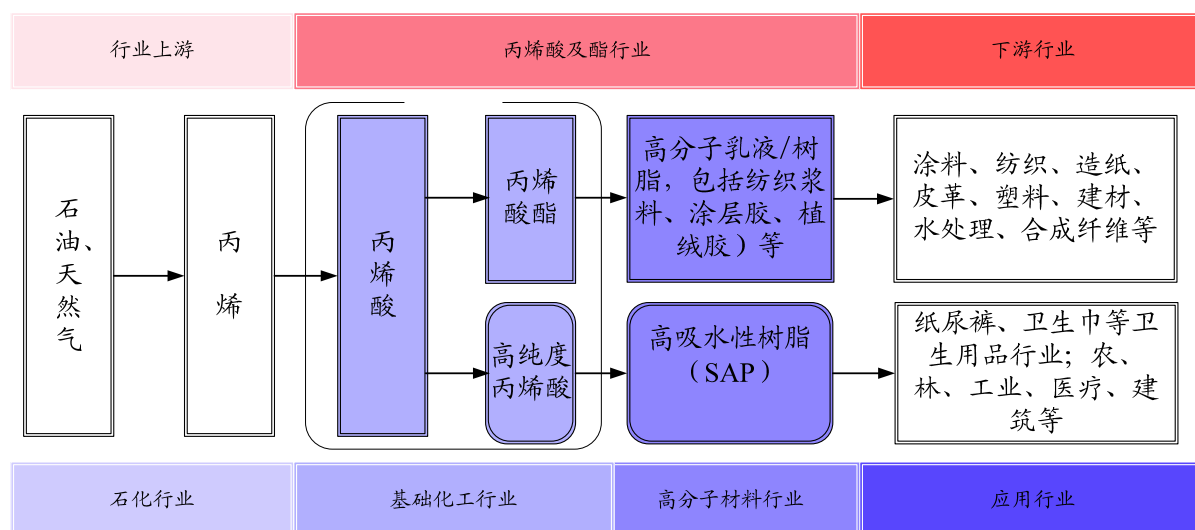 行业上游
丙烯酸及酯行业
下游行业
石
油、
天
然
气
丙
烯
丙
烯
酸
丙烯
酸酯
高纯度
丙烯酸
高分子乳液/树
脂，包括纺织浆
料、涂层胶、植
绒胶）等
高吸水性树脂
（SAP）
涂料、纺织、造纸、
皮革、塑料、建材、
水处理、合成纤维等
纸尿裤、卫生巾等卫
生用品行业；农、
林、工业、医疗、建
筑等
石化行业
基础化工行业
高分子材料行业
应用行业